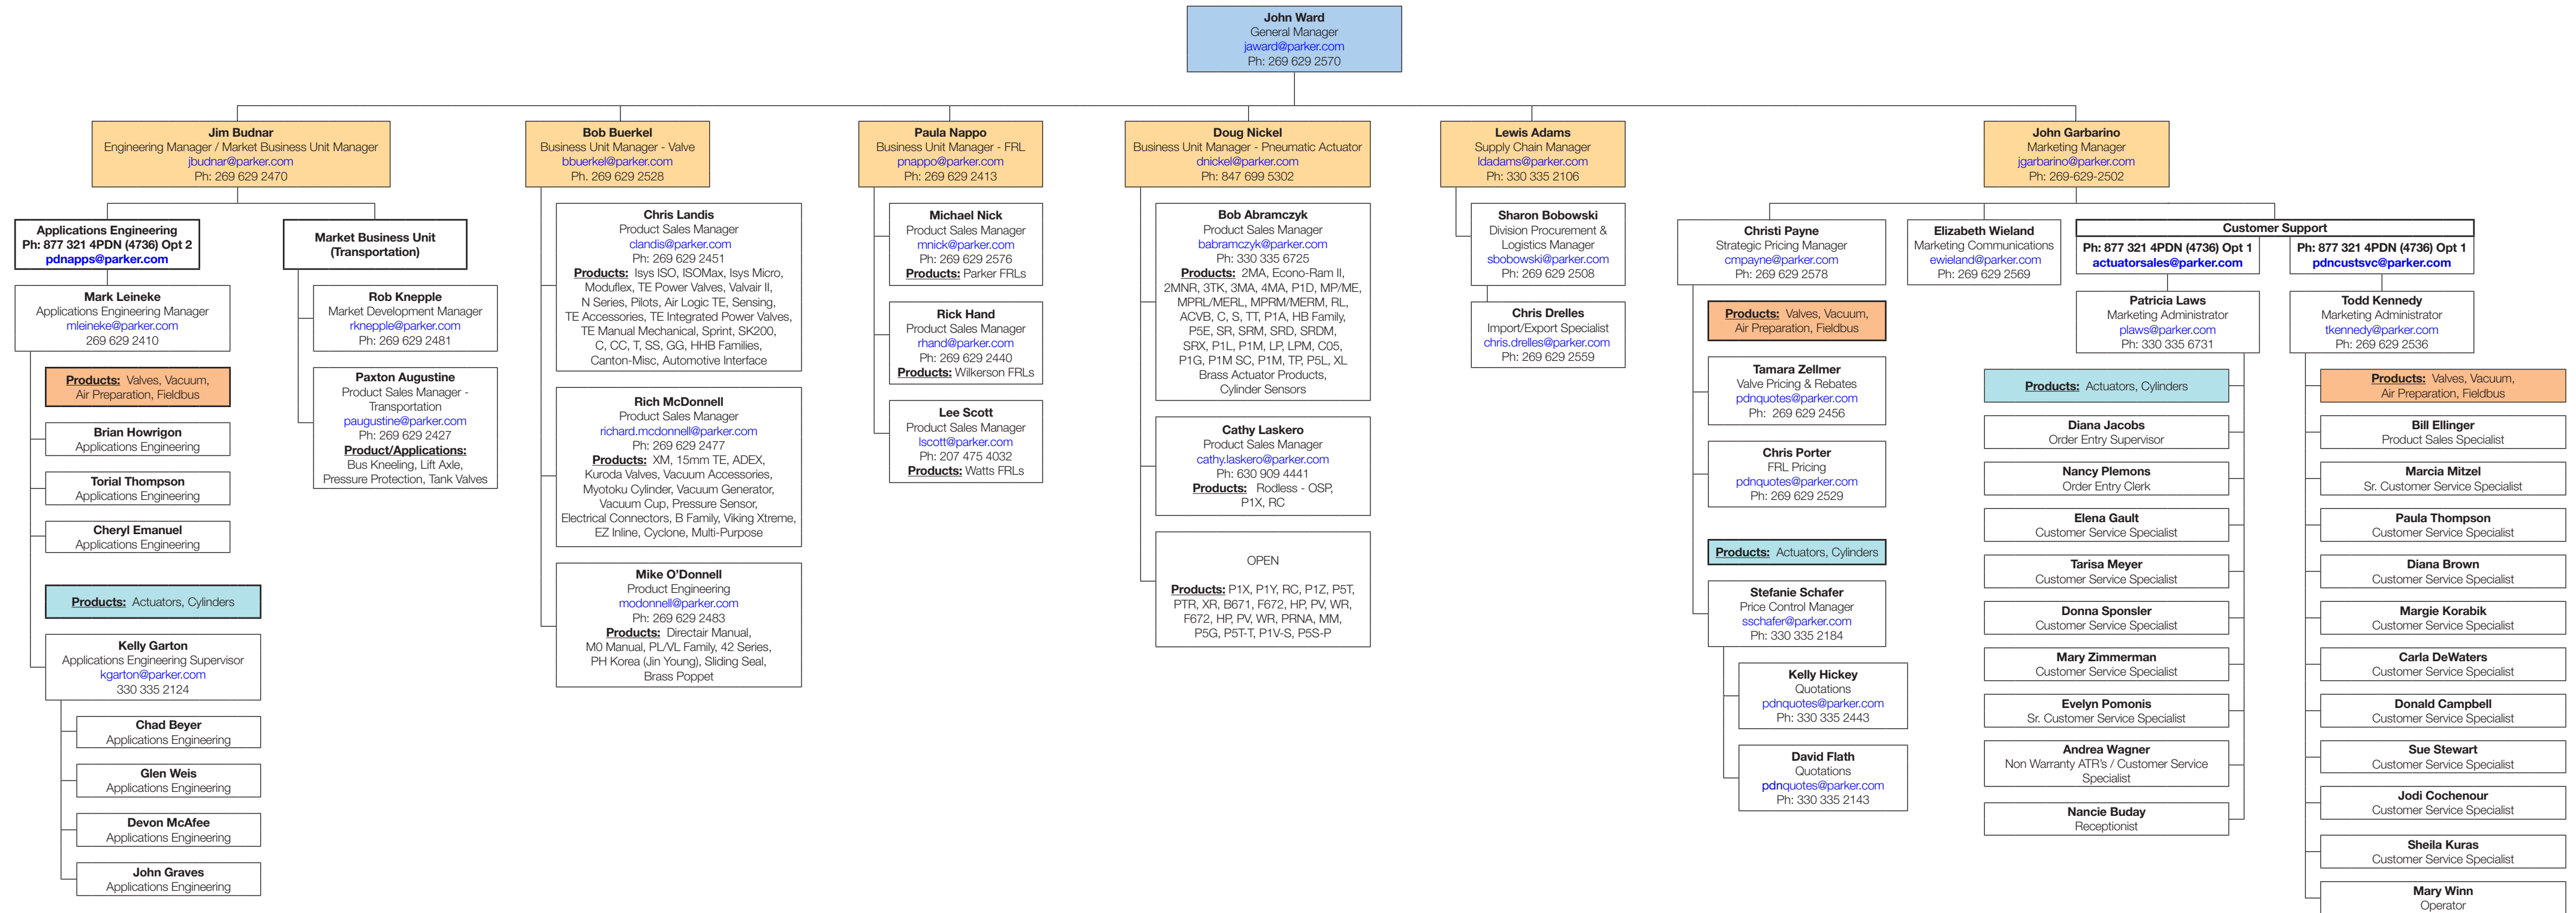 John Ward
General Manager
jaward@parker.com
Ph: 269 629 2570
Jim Budnar
Engineering Manager / Market Business Unit Manager
jbudnar@parker.com
Ph: 269 629 2470
Applications Engineering
Ph: 877 321 4PDN (4736) Opt 2
pdnapps@parker.com
Mark Leineke
Applications Engineering Manager
mleineke@parker.com
269 629 2410
Products: Valves, Vacuum,
Air Preparation, Fieldbus
Brian Howrigon
Applications Engineering
Torial Thompson
Applications Engineering
Cheryl Emanuel
Applications Engineering
Products: Actuators, Cylinders
Kelly Garton
Applications Engineering Supervisor
kgarton@parker.com
330 335 2124
Chad Beyer
Applications Engineering
Glen Weis
Applications Engineering
Devon McAfee
Applications Engineering
John Graves
Applications Engineering
Market Business Unit
(Transportation)
Rob Knepple
Market Development Manager
rknepple@parker.com
Ph: 269 629 2481
Paxton Augustine
Product Sales Manager -
Transportation
paugustine@parker.com
Ph: 269 629 2427
Product/Applications:
Bus Kneeling, Lift Axle,
Pressure Protection, Tank Valves
Bob Buerkel
Business Unit Manager - Valve
bbuerkel@parker.com
Ph. 269 629 2528
Chris Landis
Product Sales Manager
clandis@parker.com
Ph: 269 629 2451
Products: Isys ISO, ISOMax, Isys Micro,
Moduflex, TE Power Valves, Valvair II,
N Series, Pilots, Air Logic TE, Sensing,
TE Accessories, TE Integrated Power Valves,
TE Manual Mechanical, Sprint, SK200,
C, CC, T, SS, GG, HHB Families,
Canton-Misc, Automotive Interface
Rich McDonnell
Product Sales Manager
richard.mcdonnell@parker.com
Ph: 269 629 2477
Products: XM, 15mm TE, ADEX,
Kuroda Valves, Vacuum Accessories,
Myotoku Cylinder, Vacuum Generator,
Vacuum Cup, Pressure Sensor,
Electrical Connectors, B Family, Viking Xtreme,
EZ Inline, Cyclone, Multi-Purpose
Mike O'Donnell
Product Engineering
modonnell@parker.com
Ph: 269 629 2483
Products: Directair Manual,
M0 Manual, PL/VL Family, 42 Series,
PH Korea (Jin Young), Sliding Seal,
Brass Poppet
Paula Nappo
Business Unit Manager - FRL
pnappo@parker.com
Ph: 269 629 2413
Michael Nick
Product Sales Manager
mnick@parker.com
Ph: 269 629 2576
Products: Parker FRLs
Rick Hand
Product Sales Manager
rhand@parker.com
Ph: 269 629 2440
Products: Wilkerson FRLs
Lee Scott
Product Sales Manager
lscott@parker.com
Ph: 207 475 4032
Products: Watts FRLs
Doug Nickel
Business Unit Manager - Pneumatic Actuator
dnickel@parker.com
Ph: 847 699 5302
Bob Abramczyk
Product Sales Manager
babramczyk@parker.com
Ph: 330 335 6725
Products: 2MA, Econo-Ram II,
2MNR, 3TK, 3MA, 4MA, P1D, MP/ME,
MPRL/MERL, MPRM/MERM, RL,
ACVB, C, S, TT, P1A, HB Family,
P5E, SR, SRM, SRD, SRDM,
SRX, P1L, P1M, LP, LPM, C05,
P1G, P1M SC, P1M, TP, P5L, XL
Brass Actuator Products,
Cylinder Sensors
Cathy Laskero
Product Sales Manager
cathy.laskero@parker.com
Ph: 630 909 4441
Products: Rodless - OSP,
P1X, RC
OPEN
Products: P1X, P1Y, RC, P1Z, P5T,
PTR, XR, B671, F672, HP, PV, WR,
F672, HP, PV, WR, PRNA, MM,
P5G, P5T-T, P1V-S, P5S-P
Lewis Adams
Supply Chain Manager
ldadams@parker.com
Ph: 330 335 2106
Sharon Bobowski
Division Procurement &
Logistics Manager
sbobowski@parker.com
Ph: 269 629 2508
Chris Drelles
Import/Export Specialist
chris.drelles@parker.com
Ph: 269 629 2559
John Garbarino
Marketing Manager
jgarbarino@parker.com
Ph: 269-629-2502
Christi Payne
Strategic Pricing Manager
cmpayne@parker.com
Ph: 269 629 2578
Products: Valves, Vacuum,
Air Preparation, Fieldbus
Tamara Zellmer
Valve Pricing & Rebates
pdnquotes@parker.com
Ph: 269 629 2456
Chris Porter
FRL Pricing
pdnquotes@parker.com
Ph: 269 629 2529
Products: Actuators, Cylinders
Stefanie Schafer
Price Control Manager
sschafer@parker.com
Ph: 330 335 2184
Kelly Hickey
Quotations
pdnquotes@parker.com
Ph: 330 335 2443
David Flath
Quotations
pdnquotes@parker.com
Ph: 330 335 2143
Elizabeth Wieland
Marketing Communications
ewieland@parker.com
Ph: 269 629 2569
Customer Support
Ph: 877 321 4PDN (4736) Opt 1
actuatorsales@parker.com
Patricia Laws
Marketing Administrator
plaws@parker.com
Ph: 330 335 6731
Products: Actuators, Cylinders
Diana Jacobs
Order Entry Supervisor
Nancy Plemons
Order Entry Clerk
Elena Gault
Customer Service Specialist
Tarisa Meyer
Customer Service Specialist
Donna Sponsler
Customer Service Specialist
Mary Zimmerman
Customer Service Specialist
Evelyn Pomonis
Sr. Customer Service Specialist
Andrea Wagner
Non Warranty ATR's / Customer Service
Specialist
Nancie Buday
Receptionist
Ph: 877 321 4PDN (4736) Opt 1
pdncustsvc@parker.com
Todd Kennedy
Marketing Administrator
tkennedy@parker.com
Ph: 269 629 2536
Products: Valves, Vacuum,
Air Preparation, Fieldbus
Bill Ellinger
Product Sales Specialist
Marcia Mitzel
Sr. Customer Service Specialist
Paula Thompson
Customer Service Specialist
Diana Brown
Customer Service Specialist
Margie Korabik
Customer Service Specialist
Carla DeWaters
Customer Service Specialist
Donald Campbell
Customer Service Specialist
Sue Stewart
Customer Service Specialist
Jodi Cochenour
Customer Service Specialist
Sheila Kuras
Customer Service Specialist
Mary Winn
Operator